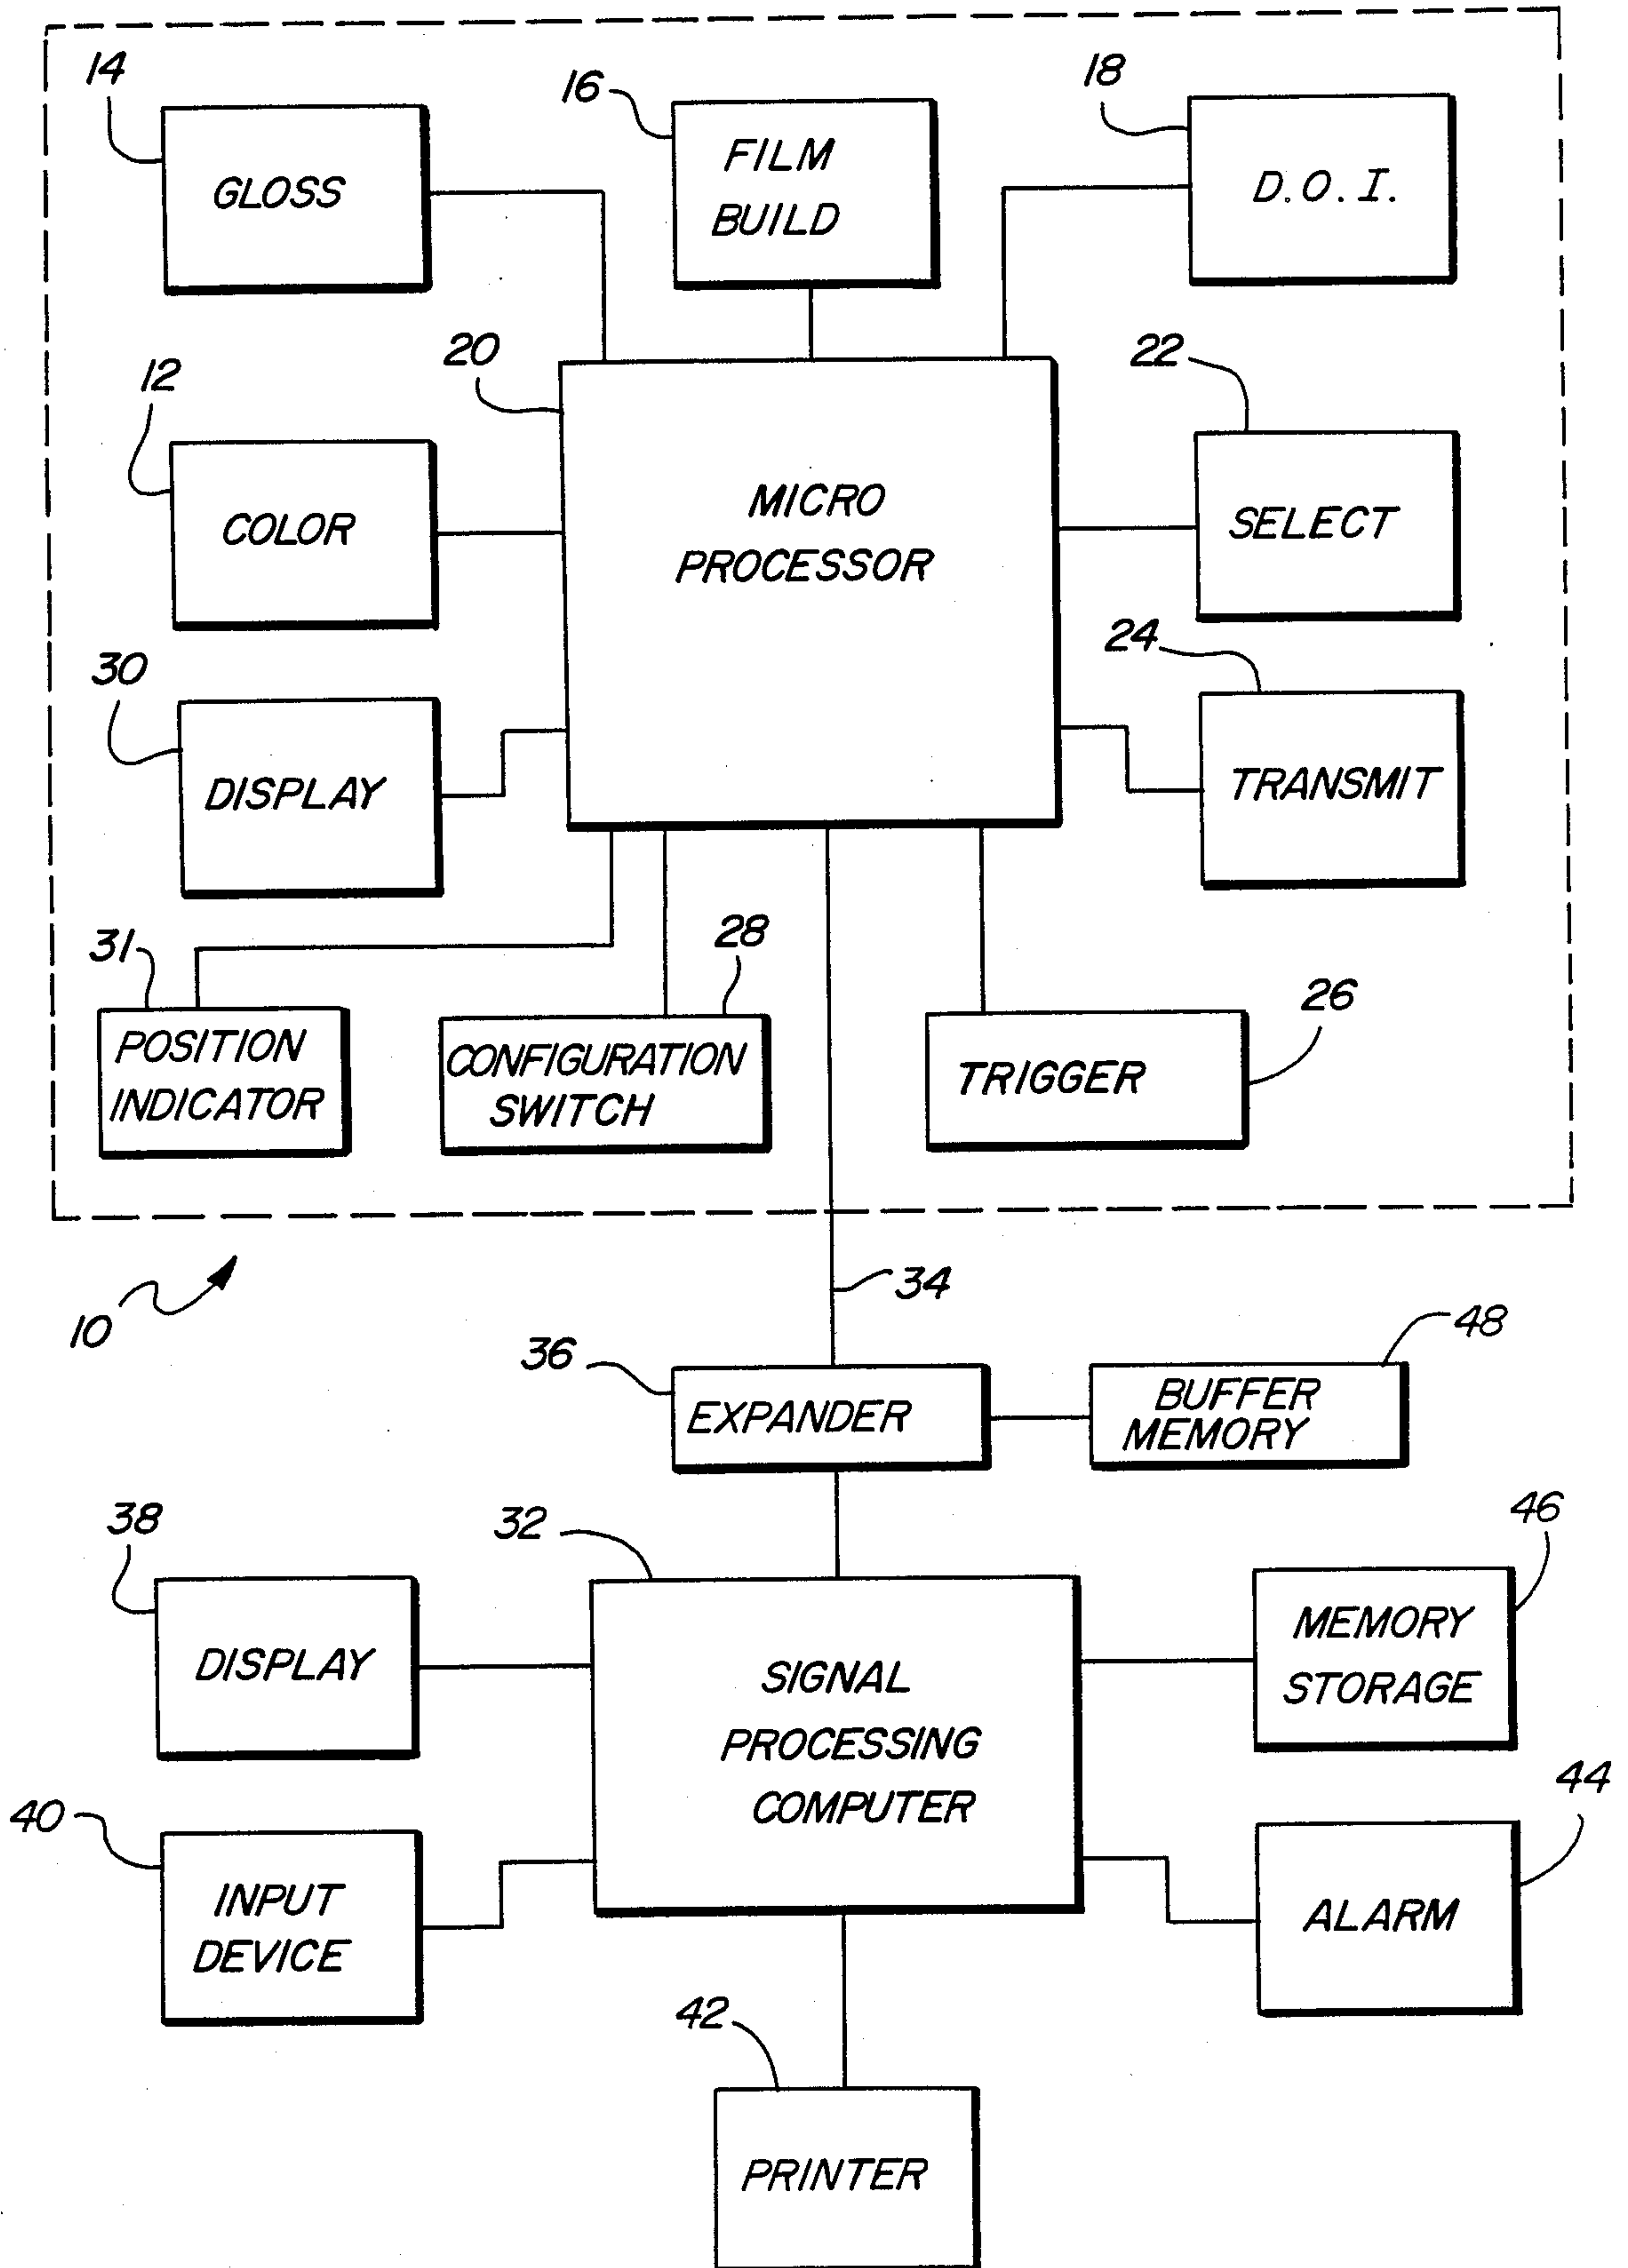 14
GLOSS
16
FILM
BUILD
18
D.O.I.
12
COLOR
20
MICRO
PROCESSOR
22
SELECT
30
DISPLAY
24
TRANSMIT
31
POSITION
INDICATOR
28
CONFIGURATION
SWITCH
26
TRIGGER
10
34
36
EXPANDER
48
BUFFER
MEMORY
38
DISPLAY
32
SIGNAL
PROCESSING
COMPUTER
46
MEMORY
STORAGE
40
INPUT
DEVICE
44
ALARM
42
PRINTER